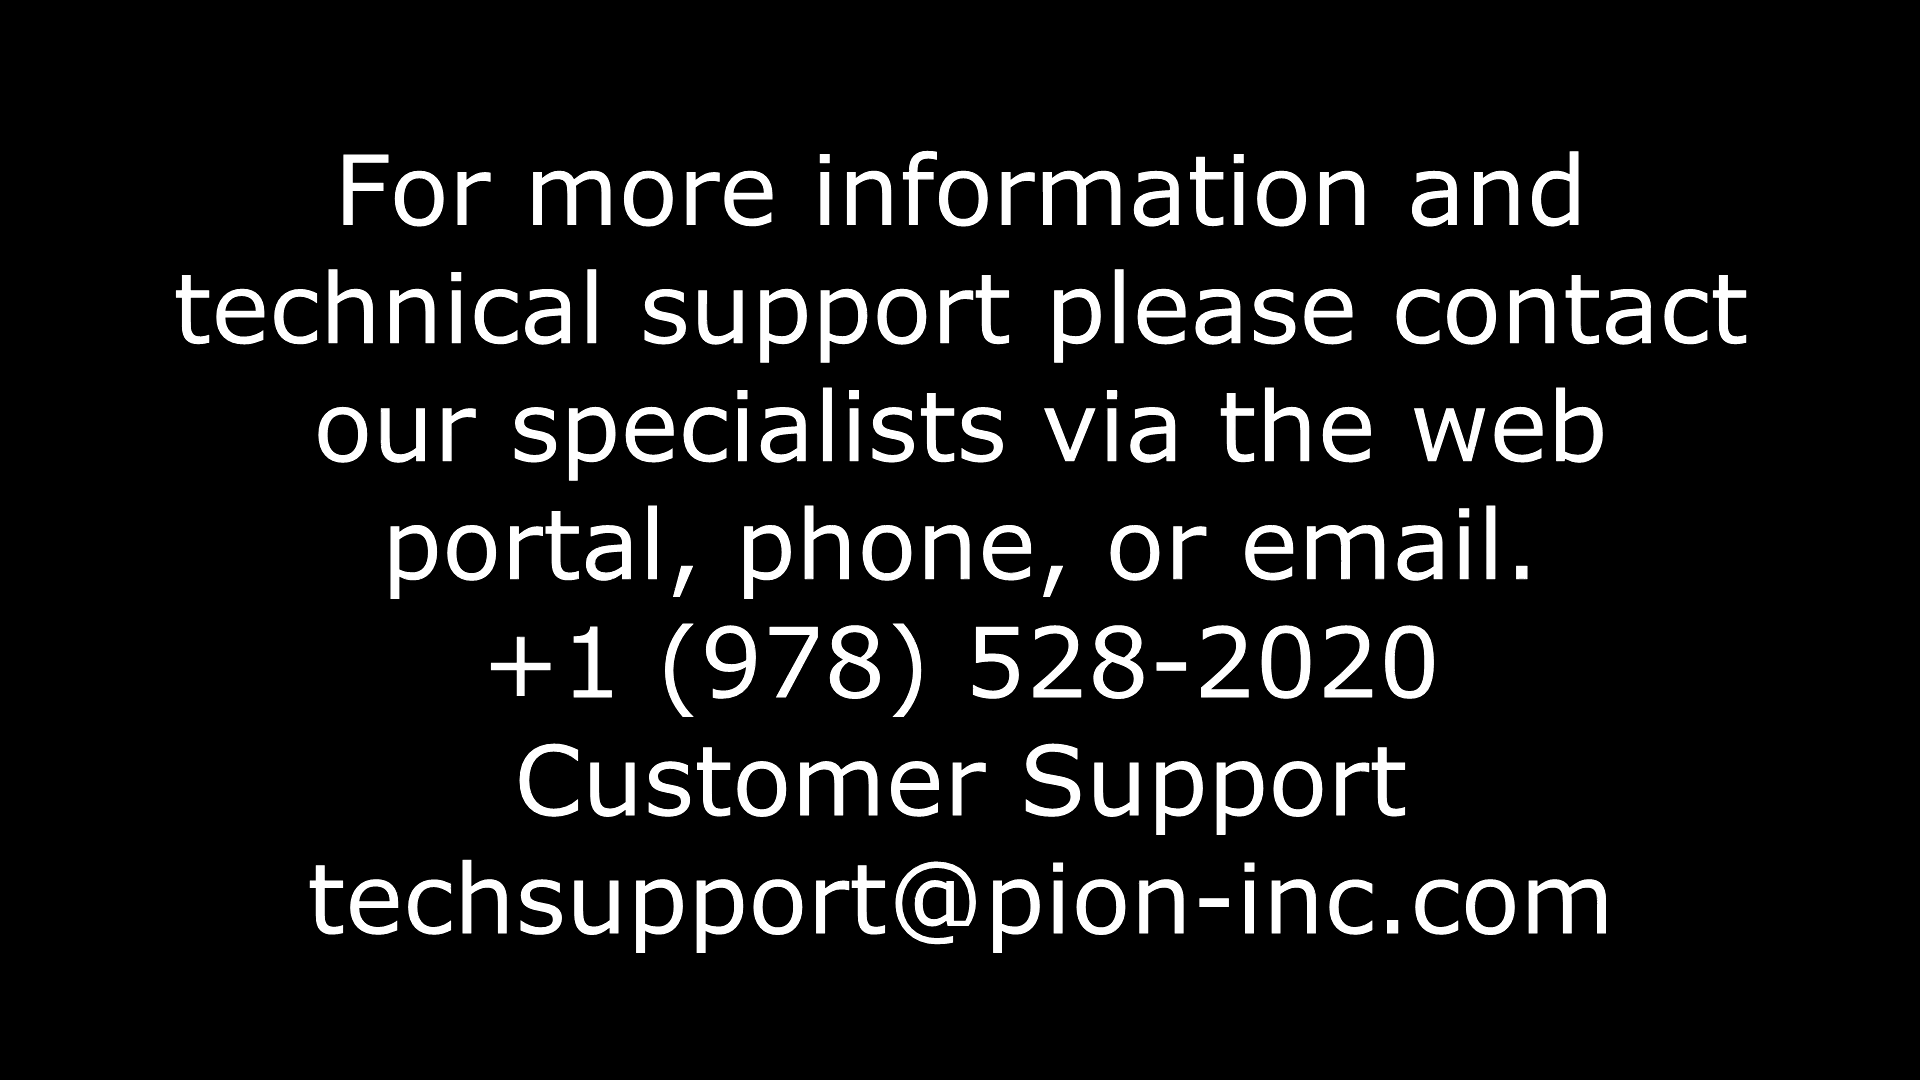 For more information and
technical support please contact
our specialists via the web
portal, phone, or email.
+1 (978) 528-2020
Customer Support
techsupport@pion-inc.com